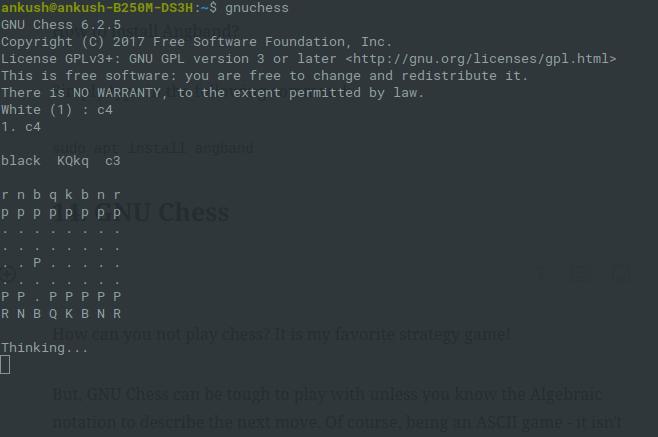 ankush@ankush-B250M-DS3H:~$ gnuchess
GNU Chess 6.2.5
Copyright (C) 2017 Free Software Foundation, Inc.
License GPLv3+: GNU GPL version 3 or later <http://gnu.org/licenses/gpl.html>
This is free software: you are free to change and redistribute it.
There is NO WARRANTY, to the extent permitted by law.
White (1) : c4
1. c4
sudo apt install angband
black  KQkq  c3
r n b q k b n r
p p p p p p p p
GNU Chess
. . . . . . . .
. . . . . . . .
. . P . . . . .
. . . . . . . .
P P . P P P P P
R N B Q K B N R
How can you not play chess? It is my favorite strategy game!
Thinking...
But, GNU Chess can be tough to play with unless you know the Algebraic
notation to describe the next move. Of course, being an ASCII game - it isn't